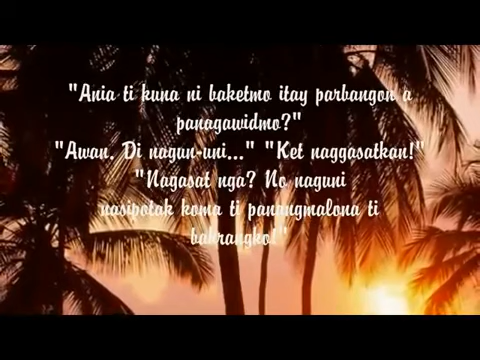 "Ania ti kuna ni baketmo itay parbangon a
panagawidmo?"
"Awan. Di nagun-uni..." "Ket naggasatkan!"
"Nagasat nga? No naguni
nasipotak koma ti panangmalona ti
bakrangko!"